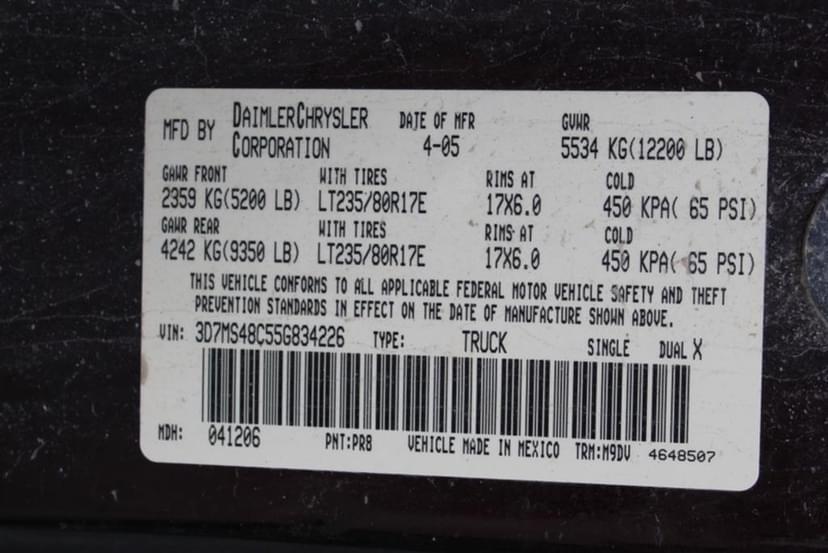 MFD BY DAIMLERCHRYSLER CORPORATION DATE OF MFR 4-05 GVWR 5534 KG(12200 LB)
GAWR FRONT WITH TIRES RIMS AT COLD
2359 KG(5200 LB) LT235/80R17E 17X6.0 450 KPA( 65 PSI)
GAWR REAR WITH TIRES RIMS AT COLD
4242 KG(9350 LB) LT235/80R17E 17X6.0 450 KPA( 65 PSI)
THIS VEHICLE CONFORMS TO ALL APPLICABLE FEDERAL MOTOR VEHICLE SAFETY AND THEFT
PREVENTION STANDARDS IN EFFECT ON THE DATE OF MANUFACTURE SHOWN ABOVE.
VIN: 3D7MS48C55G834226 TYPE: TRUCK SINGLE DUAL X
MDH: 041206 PNT:PR8 VEHICLE MADE IN MEXICO TRM:M9DV 4648507